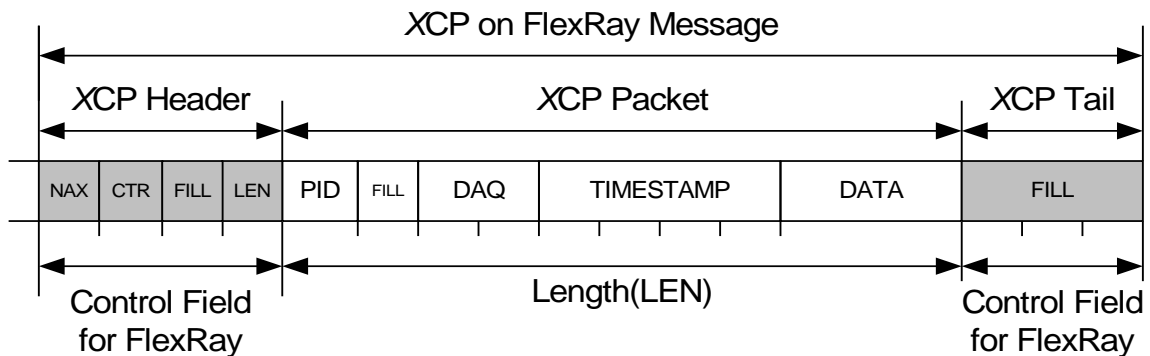 XCP on FlexRay Message
XCP Header XCP Packet XCP Tail
NAX CTR FILL LEN PID FILL DAQ TIMESTAMP DATA FILL
Control Field for FlexRay
Length(LEN)
Control Field for FlexRay